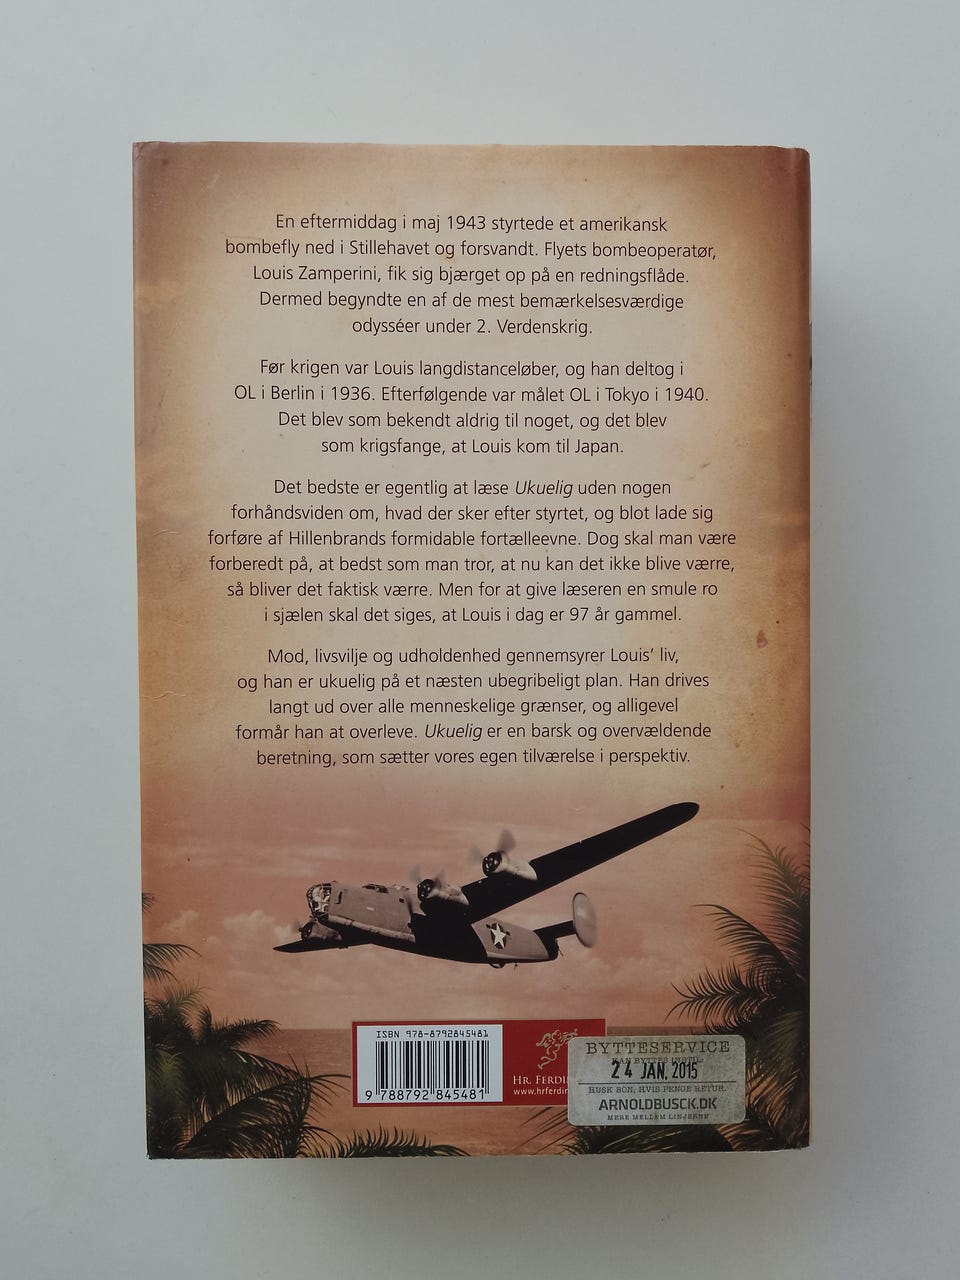 En eftermiddag i maj 1943 styrtede et amerikansk
bombefly ned i Stillehavet og forsvandt. Flyets bombeoperatør,
Louis Zamperini, fik sig bjærget op på en redningsflåde.
Dermed begyndte en af de mest bemærkelsesværdige
odysséer under 2. Verdenskrig.
Før krigen var Louis langdistanceløber, og han deltog i
OL i Berlin i 1936. Efterfølgende var målet OL i Tokyo i 1940.
Det blev som bekendt aldrig til noget, og det blev
som krigsfange, at Louis kom til Japan.
Det bedste er egentlig at læse Ukuelig uden nogen
forhåndsviden om, hvad der sker efter styrtet, og blot lade sig
forføre af Hillenbrands formidable fortælleevne. Dog skal man være
forberedt på, at bedst som man tror, at nu kan det ikke blive værre,
så bliver det faktisk værre. Men for at give læseren en smule ro
i sjælen skal det siges, at Louis i dag er 97 år gammel.
Mod, livsvilje og udholdenhed gennemsyrer Louis' liv,
og han er ukuelig på et næsten ubegribeligt plan. Han drives
langt ud over alle menneskelige grænser, og alligevel
formår han at overleve. Ukuelig er en barsk og overvældende
beretning, som sætter vores egen tilværelse i perspektiv.
ISBN 978-8792845481
9 788792 845481
HR. FERDI
www.hrferdin
BYTTESERVICE
KAN BYTTES INDTIL:
24 JAN. 2015
HUSK BON, HVIS PENGE RETUR.
ARNOLDBUSCK.DK
MERE MELLEM LINJERNE